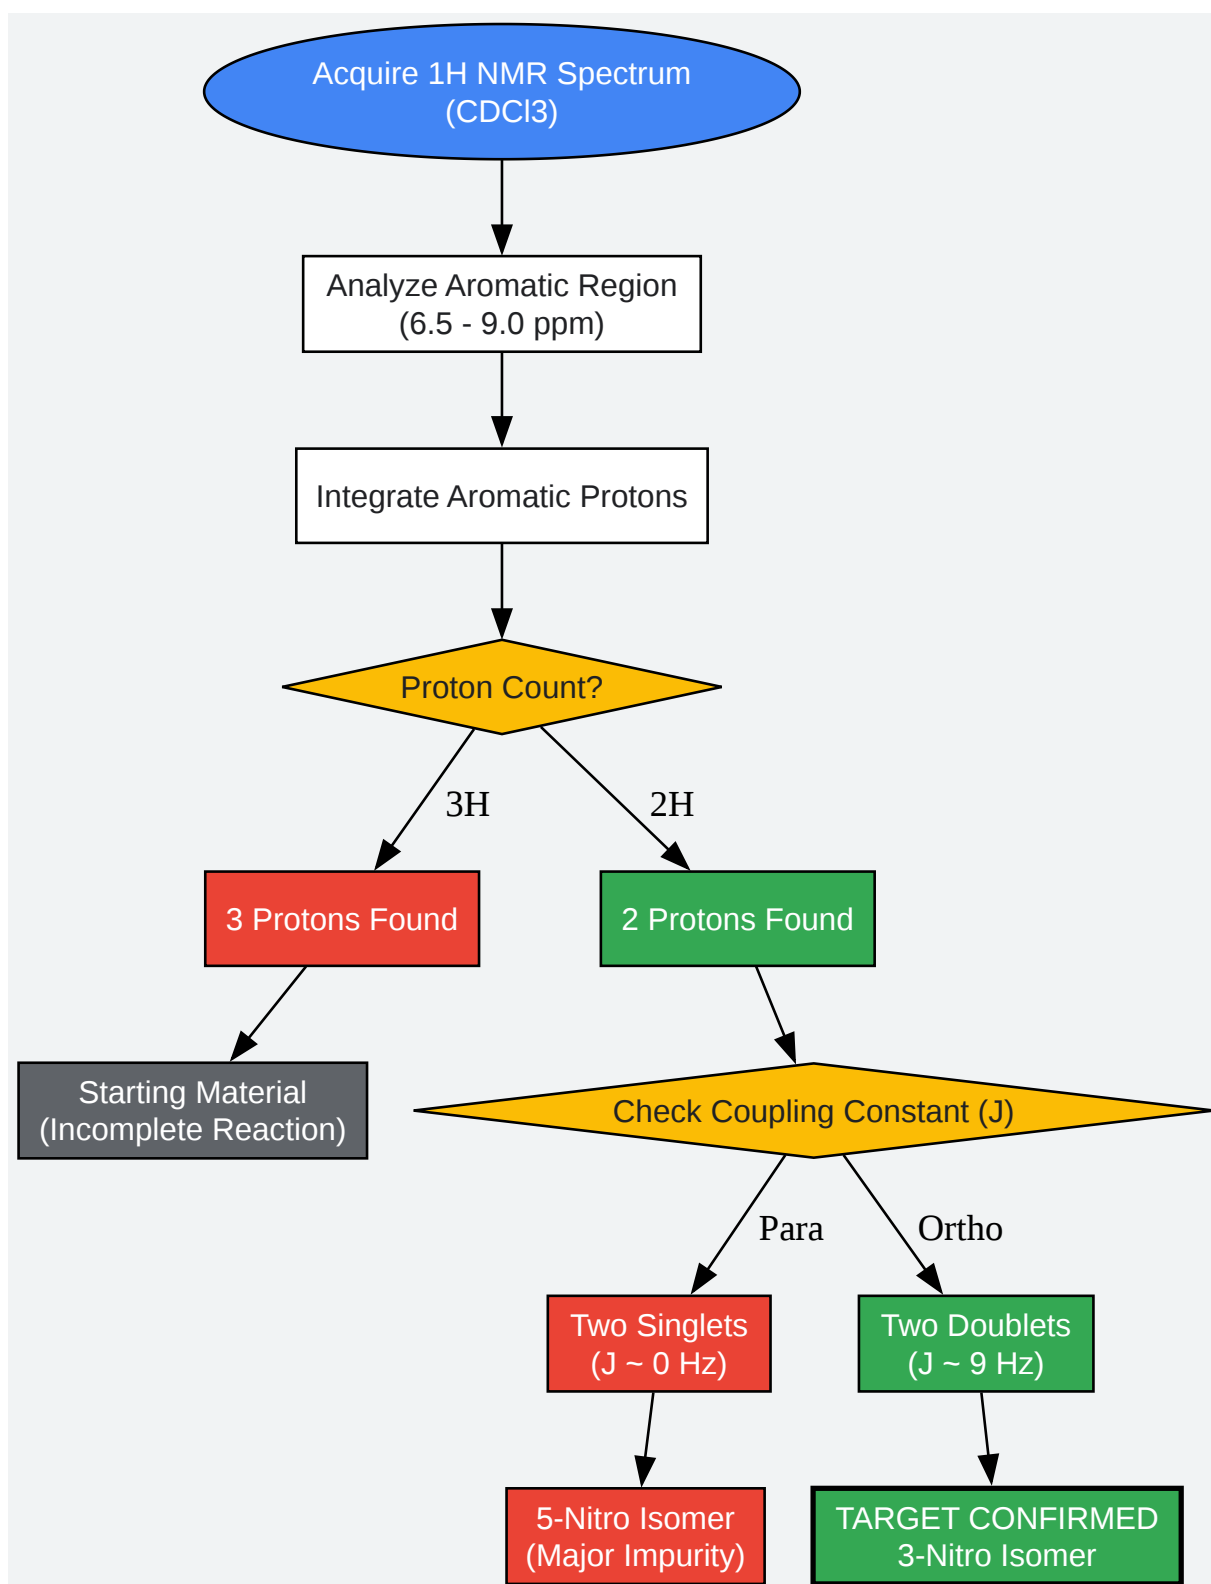 Acquire 1H NMR Spectrum
(CDCl3)
Analyze Aromatic Region
(6.5 - 9.0 ppm)
Integrate Aromatic Protons
Proton Count?
3H
2H
3 Protons Found
2 Protons Found
Starting Material
(Incomplete Reaction)
Check Coupling Constant (J)
Para
Ortho
Two Singlets
(J ~ 0 Hz)
Two Doublets
(J ~ 9 Hz)
5-Nitro Isomer
(Major Impurity)
TARGET CONFIRMED
3-Nitro Isomer